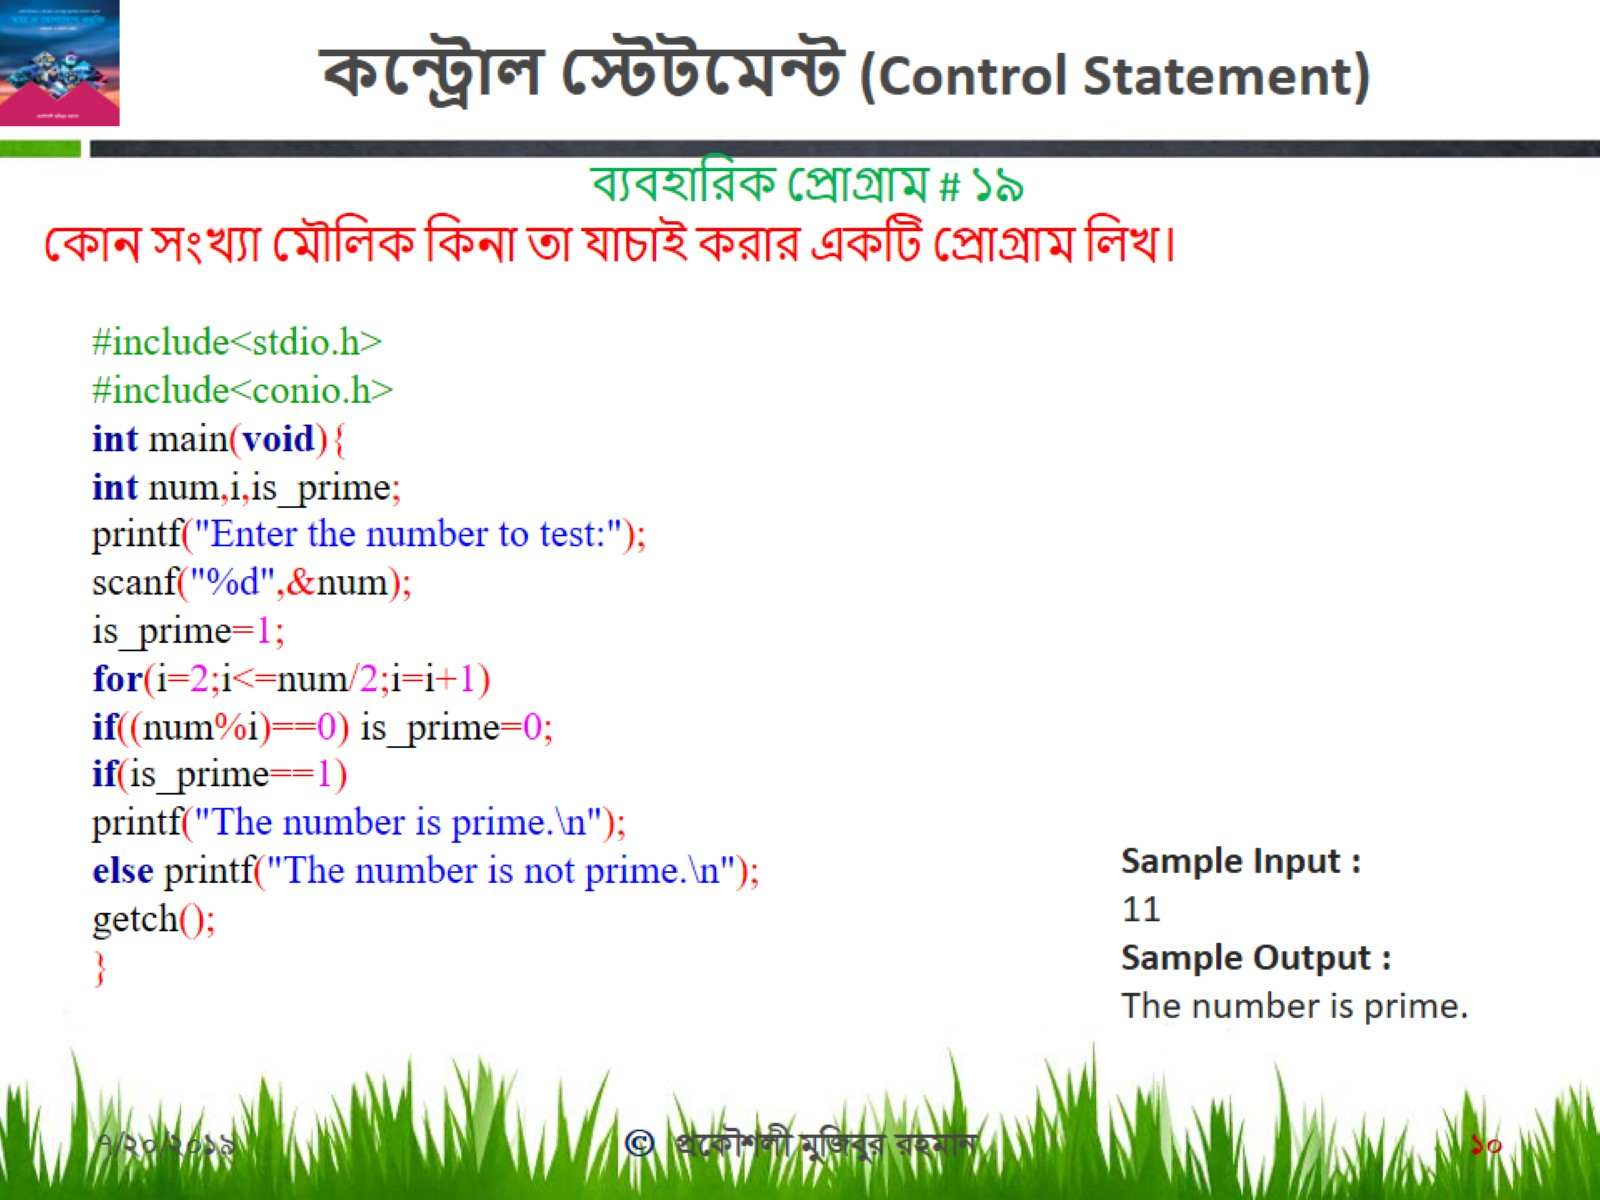 কন্ট্রোল স্টেটমেন্ট (Control Statement)
ব্যবহারিক প্রোগ্রাম # ১৯
কোন সংখ্যা মৌলিক কিনা তা যাচাই করার একটি প্রোগ্রাম লিখ।
#include<stdio.h>
#include<conio.h>
int main(void){
int num,i,is_prime;
printf("Enter the number to test:");
scanf("%d",&num);
is_prime=1;
for(i=2;i<=num/2;i=i+1)
if((num%i)==0) is_prime=0;
if(is_prime==1)
printf("The number is prime.\n");
else printf("The number is not prime.\n");
getch();
}
Sample Input :
11
Sample Output :
The number is prime.
৭/২০/২০১৯
© প্রকৌশলী মুজিবুর রহমান
১০